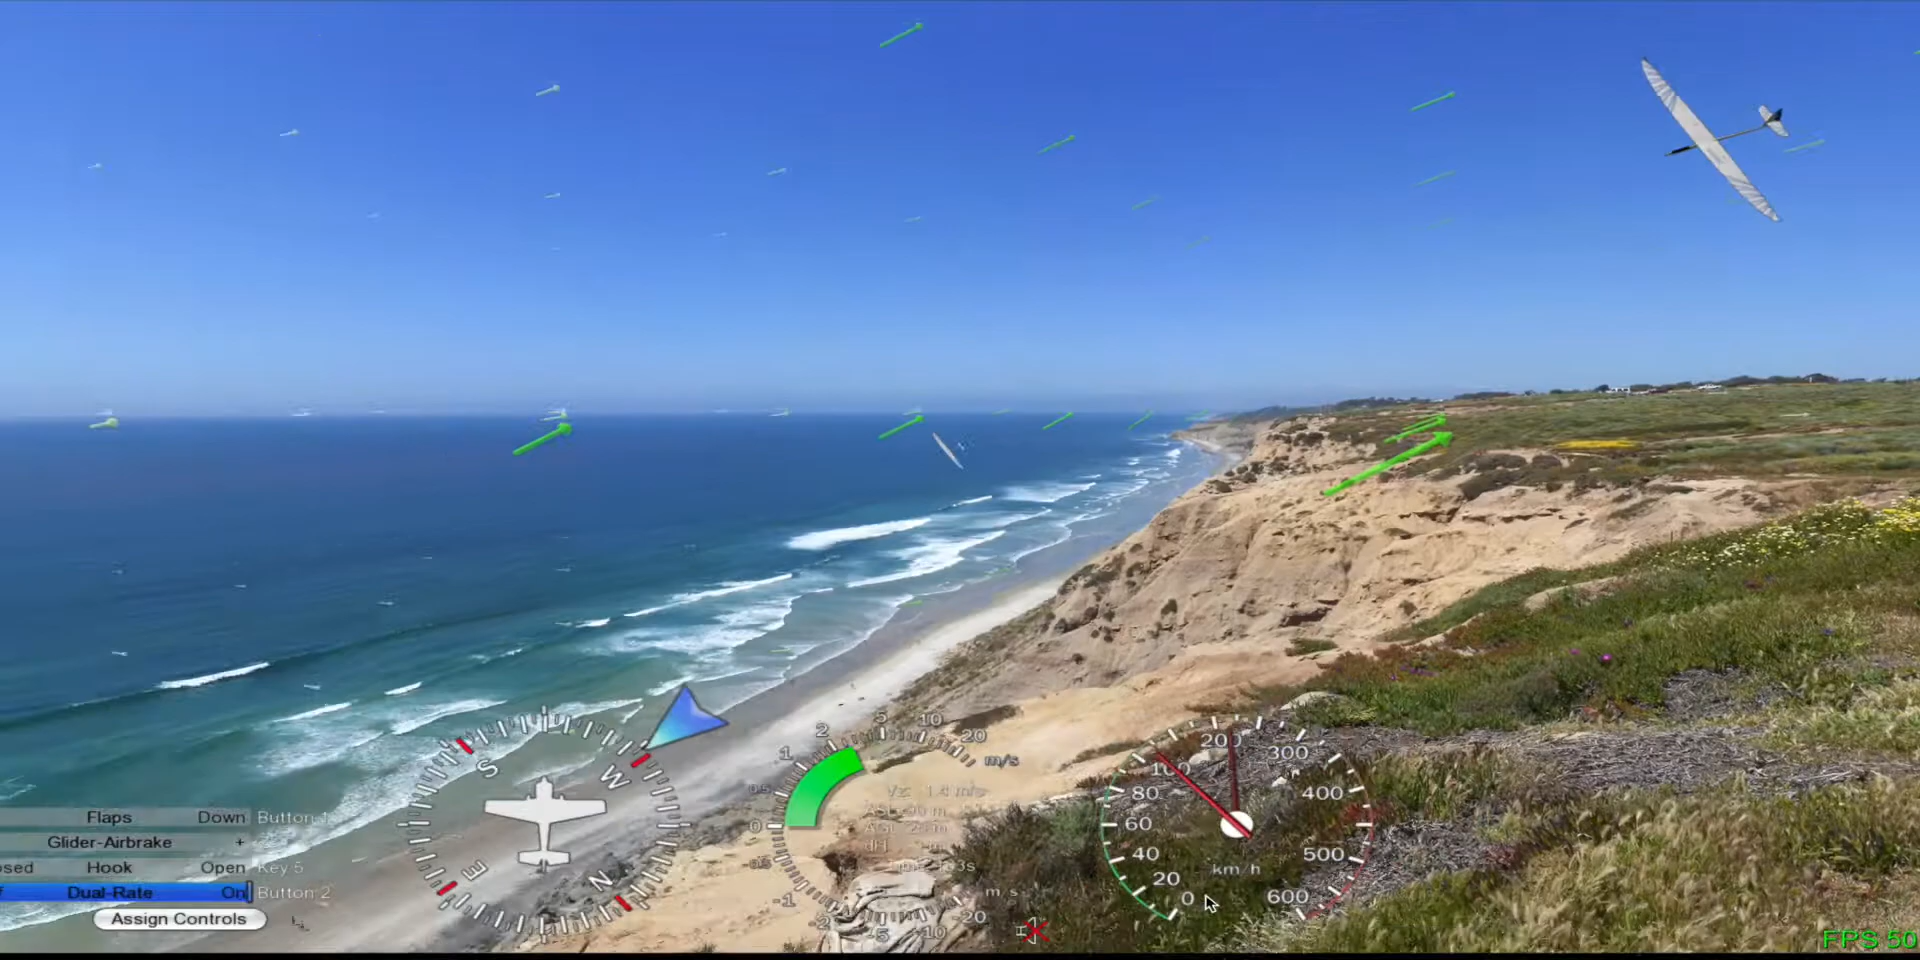 Flaps Down Button 1
Glider-Airbrake +
osed Hook Open Key 5
Dual-Rate On Button 2
Assign Controls
S
W
E
N
5
2 10
1 20
m/s
0.5
Vz 1.4 m/s
0
-0.5
-1
-2
-5
-10
-20
200
100 300
80 400
60
40 500
km/h
20
0 600
FPS 50